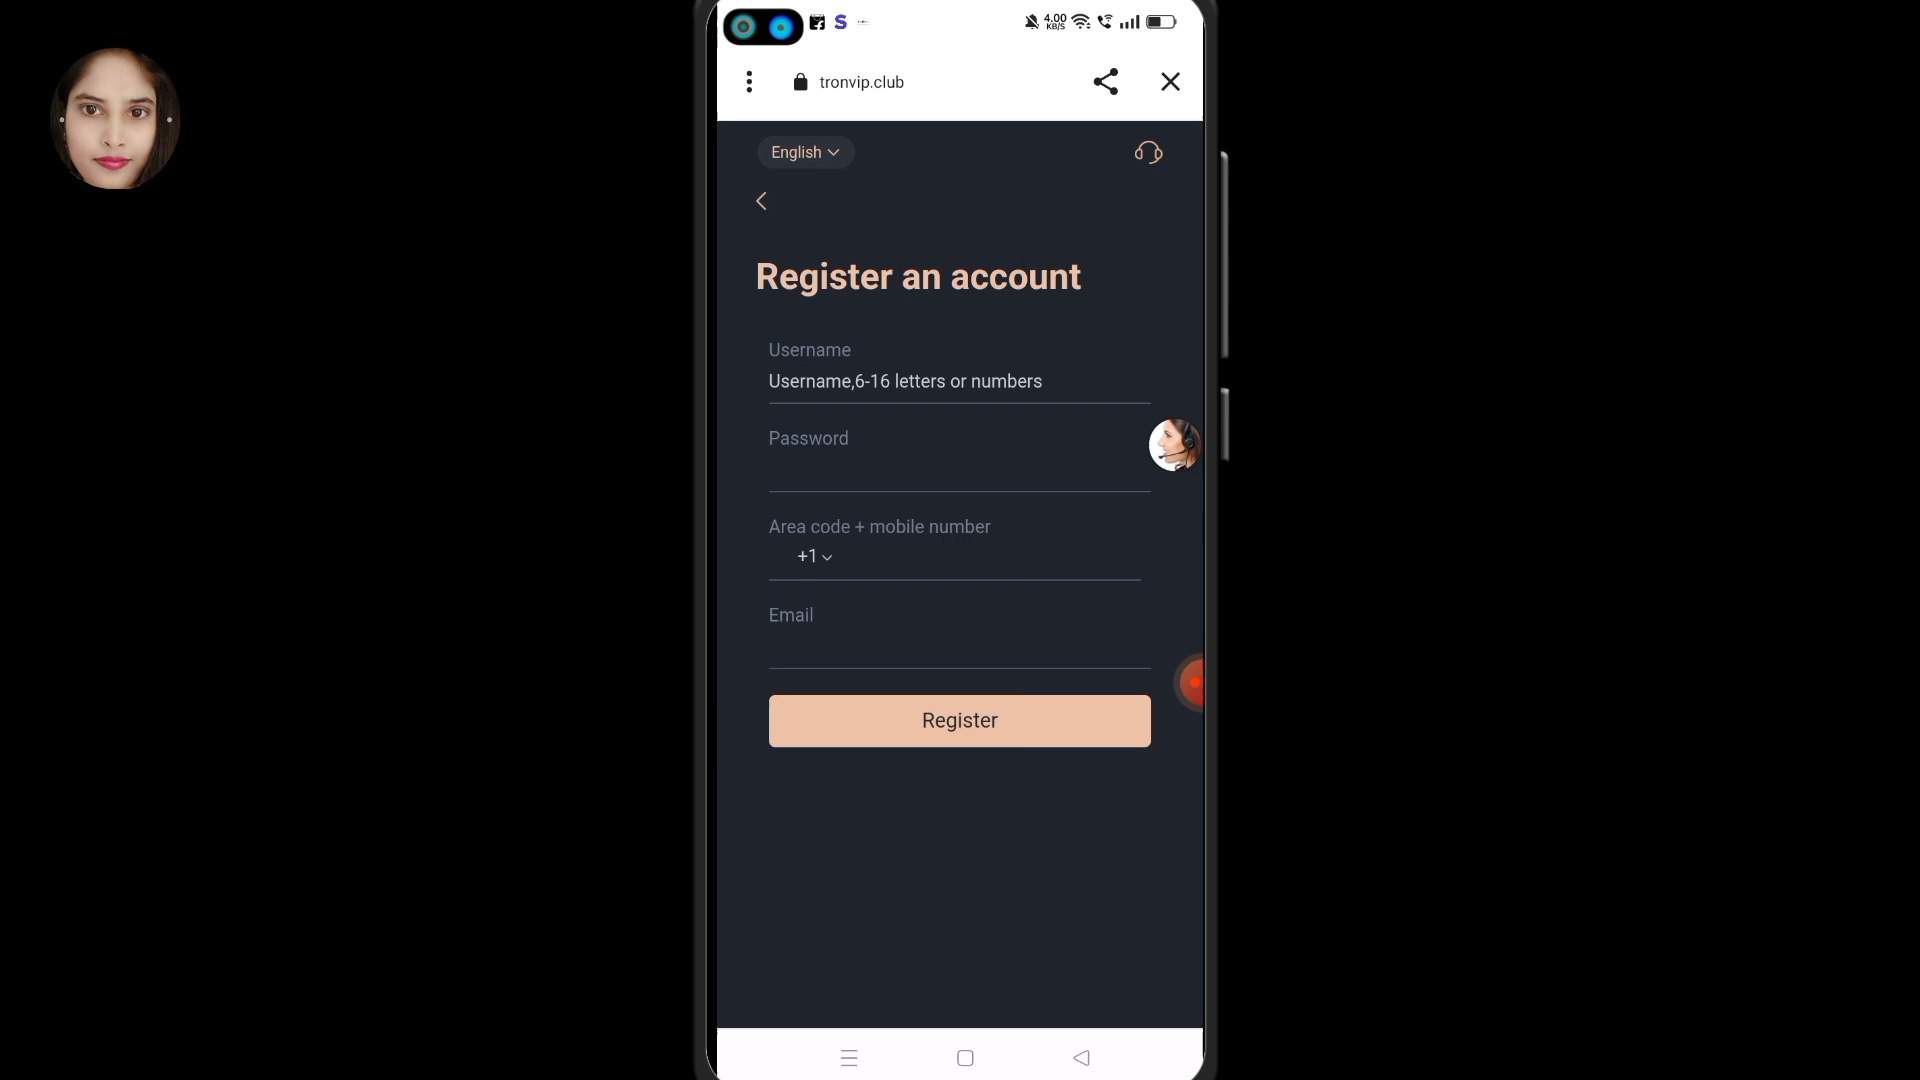 4.00
KB/S
tronvip.club
English
Register an account
Username
Username,6-16 letters or numbers
Password
Area code + mobile number
+1
Email
Register